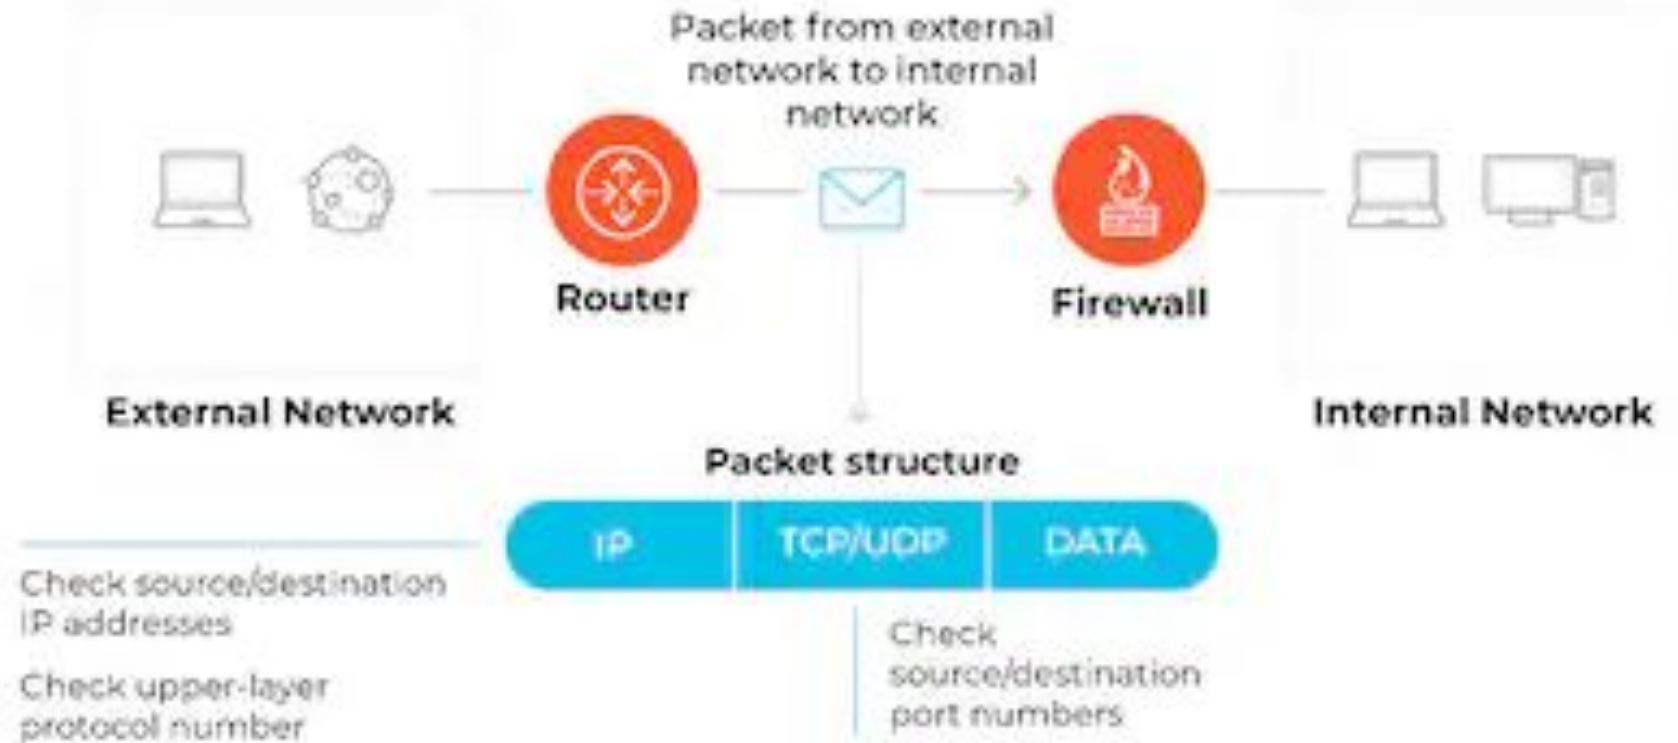 Packet from external
network to internal
network
Router
Firewall
External Network
Internal Network
Packet structure
IP
TCP/UDP
DATA
Check source/destination
IP addresses
Check upper-layer
protocol number
Check
source/destination
port numbers